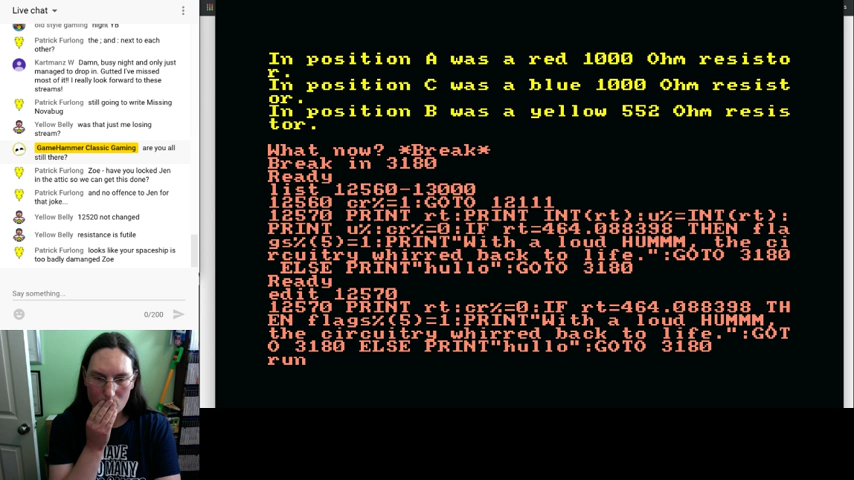 Live chat
old style gaming night YB
Patrick Furlong the ; and : next to each
other?
Kartmanz W Damn, busy night and only just
managed to drop in. Gutted I've missed
most of it!! I really look forward to these
streams!
Patrick Furlong still going to write Missing
Novabug
Yellow Belly was that just me losing
stream?
GameHammer Classic Gaming are you all
still there?
Patrick Furlong Zoe - have you locked Jen
in the attic so we can get this done?
Patrick Furlong and no offence to Jen for
that joke...
Yellow Belly 12520 not changed
Yellow Belly resistance is futile
Patrick Furlong looks like your spaceship is
too badly damanged Zoe
Say something...
0/200
HAVE
MANY
In position A was a red 1000 Ohm resisto
r.
In position C was a blue 1000 Ohm resist
or.
In position B was a yellow 552 Ohm resis
tor.
What now? *Break*
Break in 3180
Ready
list 12560-13000
12560 cr%=1:GOTO 12111
12570 PRINT rt:PRINT INT(rt):u%=INT(rt):
PRINT u%:cr%=0:IF rt=464.088398 THEN fla
gs%(5)=1:PRINT"With a loud HUMMM, the ci
rcuitry whirred back to life.":GOTO 3180
ELSE PRINT"hullo":GOTO 3180
Ready
edit 12570
12570 PRINT rt:cr%=0:IF rt=464.088398 TH
EN flags%(5)=1:PRINT"With a loud HUMMM,
the circuitry whirred back to life.":GOT
O 3180 ELSE PRINT"hullo":GOTO 3180
run